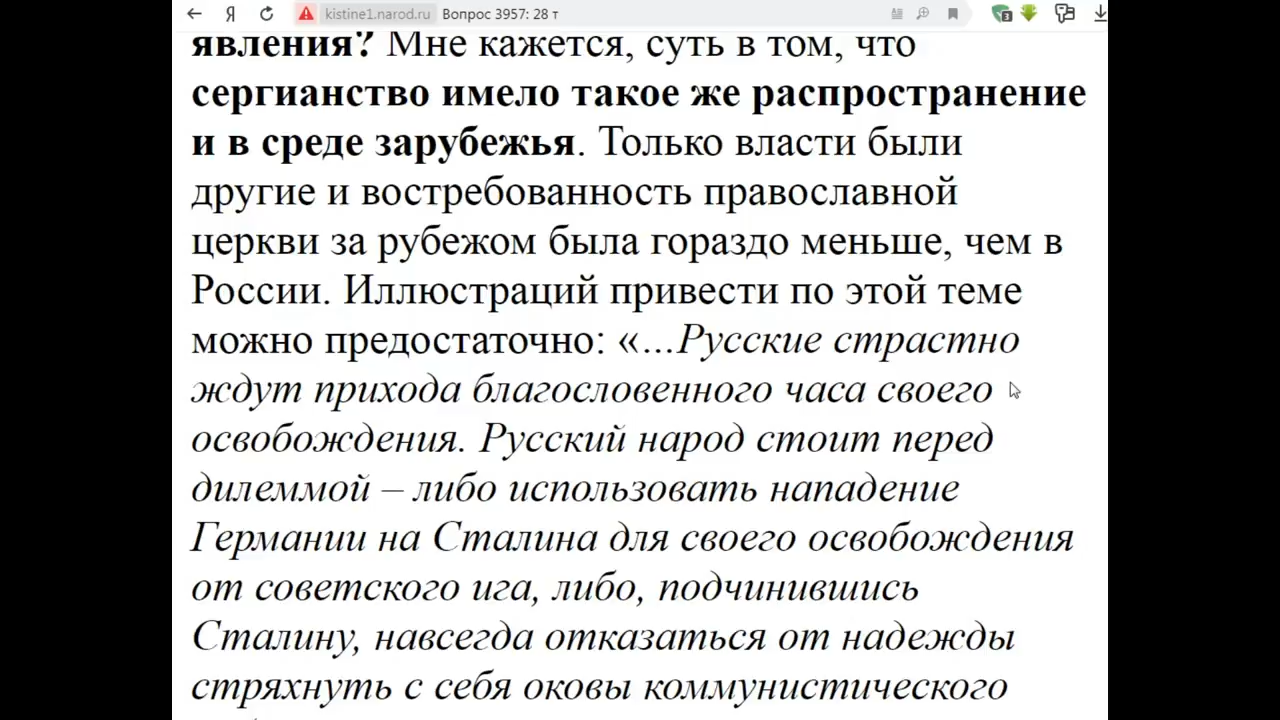 Я kistine1.narod.ru Вопрос 3957: 28 т 3
явления? Мне кажется, суть в том, что
сергианство имело такое же распространение
и в среде зарубежья. Только власти были
другие и востребованность православной
церкви за рубежом была гораздо меньше, чем в
России. Иллюстраций привести по этой теме
можно предостаточно: «...Русские страстно
ждут прихода благословенного часа своего
освобождения. Русский народ стоит перед
дилеммой – либо использовать нападение
Германии на Сталина для своего освобождения
от советского ига, либо, подчинившись
Сталину, навсегда отказаться от надежды
стряхнуть с себя оковы коммунистического